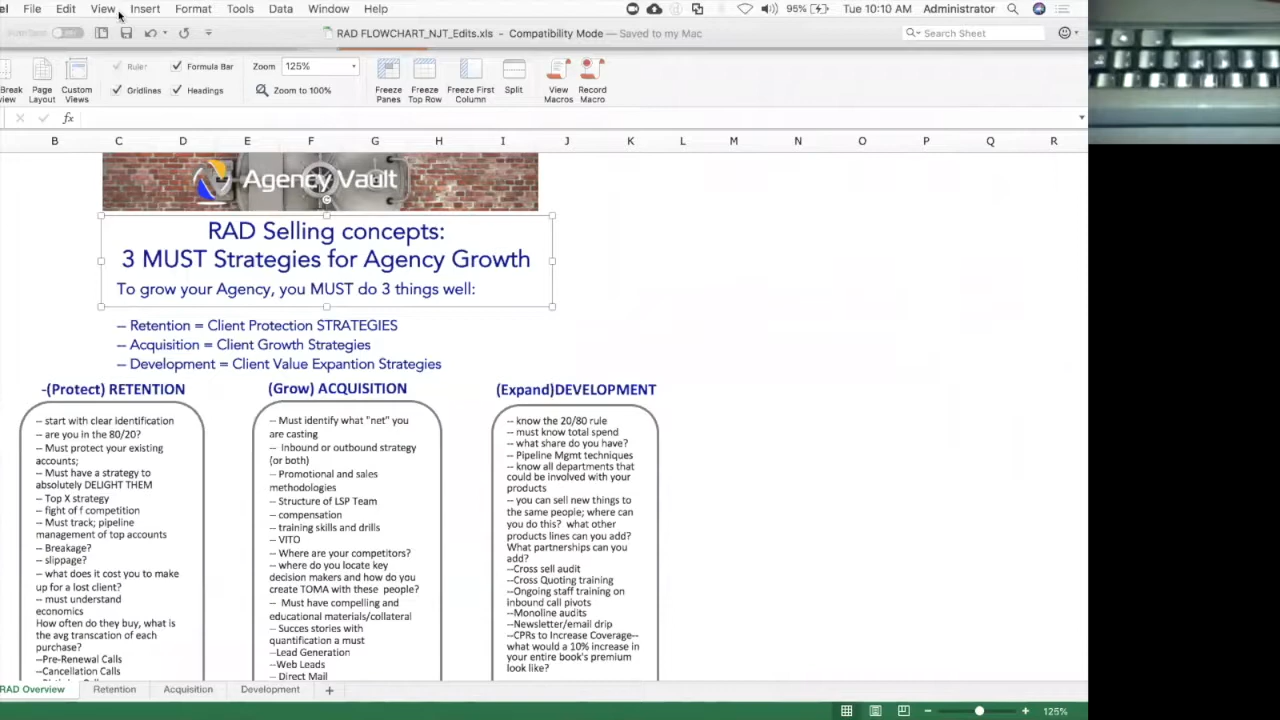 el File Edit View Insert Format Tools Data Window Help 95% Tue 10:10 AM Administrator
RAD FLOWCHART_NJT_Edits.xls - Compatibility Mode — Saved to my Mac
Search Sheet
Ruler Formula Bar Zoom 125%
Gridlines Headings Zoom to 100%
Break view
Page Layout
Custom Views
Freeze Panes
Freeze Top Row
Freeze First Column
Split
View Macros
Record Macro
fx
B C D E F G H I J K L M N O P Q R
Agency Vault
RAD Selling concepts:
3 MUST Strategies for Agency Growth
To grow your Agency, you MUST do 3 things well:
– Retention = Client Protection STRATEGIES
– Acquisition = Client Growth Strategies
– Development = Client Value Expantion Strategies
-(Protect) RETENTION
-- start with clear identification
-- are you in the 80/20?
-- Must protect your existing
accounts;
-- Must have a strategy to
absolutely DELIGHT THEM
-- Top X strategy
-- fight of f competition
-- Must track; pipeline
management of top accounts
-- Breakage?
-- slippage?
-- what does it cost you to make
up for a lost client?
-- must understand
economics
How often do they buy, what is
the avg transcation of each
purchase?
--Pre-Renewal Calls
--Cancellation Calls
(Grow) ACQUISITION
-- Must identify what "net" you
are casting
-- Inbound or outbound strategy
(or both)
-- Promotional and sales
methodologies
-- Structure of LSP Team
-- compensation
-- training skills and drills
-- VITO
-- Where are your competitors?
-- where do you locate key
decision makers and how do you
create TOMA with these people?
-- Must have compelling and
educational materials/collateral
-- Succes stories with
quantification a must
--Lead Generation
--Web Leads
-- Direct Mail
(Expand)DEVELOPMENT
-- know the 20/80 rule
-- must know total spend
-- what share do you have?
-- Pipeline Mgmt techniques
-- know all departments that
could be involved with your
products
-- you can sell new things to
the same people; where can
you do this? what other
products lines can you add?
What partnerships can you
add?
--Cross sell audit
--Cross Quoting training
--Ongoing staff training on
inbound call pivots
--Monoline audits
--Newsletter/email drip
--CPRs to Increase Coverage--
what would a 10% increase in
your entire book's premium
look like?
RAD Overview Retention Acquisition Development
125%